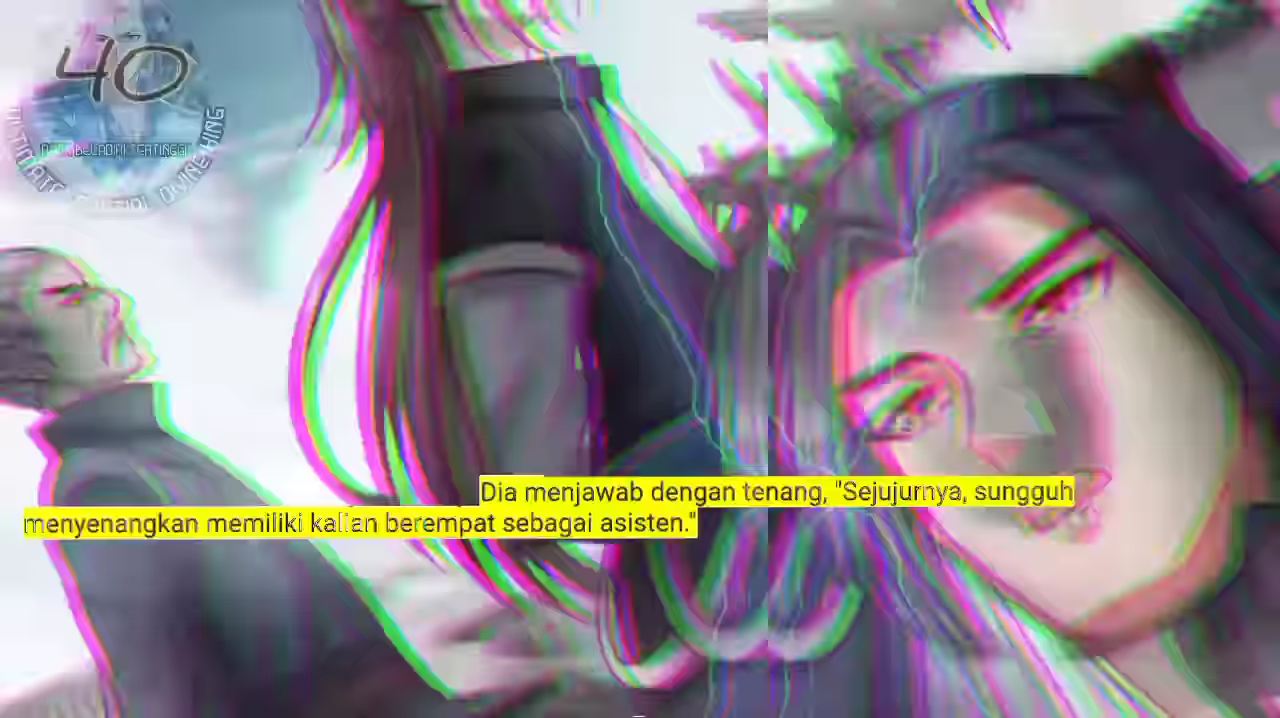 40
Dia menjawab dengan tenang, "Sejujurnya, sungguh
menyenangkan memiliki kalian berempat sebagai asisten."